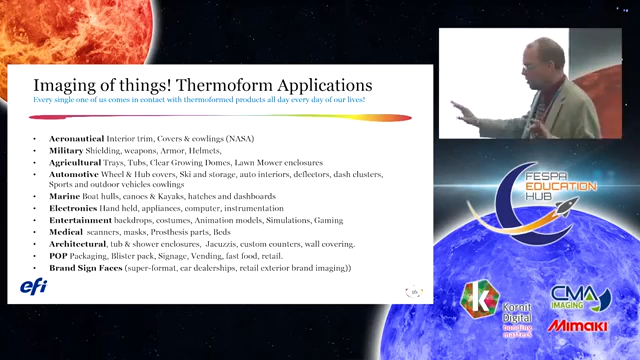 Imaging of things! Thermoform Applications
Every single one of us comes in contact with thermoformed products all day every day of our lives!
• Aeronautical Interior trim, Covers & cowlings (NASA)
• Military Shielding, weapons, Armor, Helmets,
• Agricultural Trays, Tubs, Clear Growing Domes, Lawn Mower enclosures
• Automotive Wheel & Hub covers, Ski and storage, auto interiors, deflectors, dash clusters,
Sports and outdoor vehicles cowlings
• Marine Boat hulls, canoes & Kayaks, hatches and dashboards
• Electronics Hand held, appliances, computer, instrumentation
• Entertainment backdrops, costumes, Animation models, Simulations, Gaming
• Medical scanners, masks, Prosthesis parts, Beds
• Architectural, tub & shower enclosures, Jacuzzis, custom counters, wall covering.
• POP Packaging, Blister pack, Signage, Vending, fast food, retail.
• Brand Sign Faces (super-format, car dealerships, retail exterior brand imaging))
efi
FESPA
EDUCATION
HUB
K
Kornit
Digital
building
matters
CMA
IMAGING
Mimaki